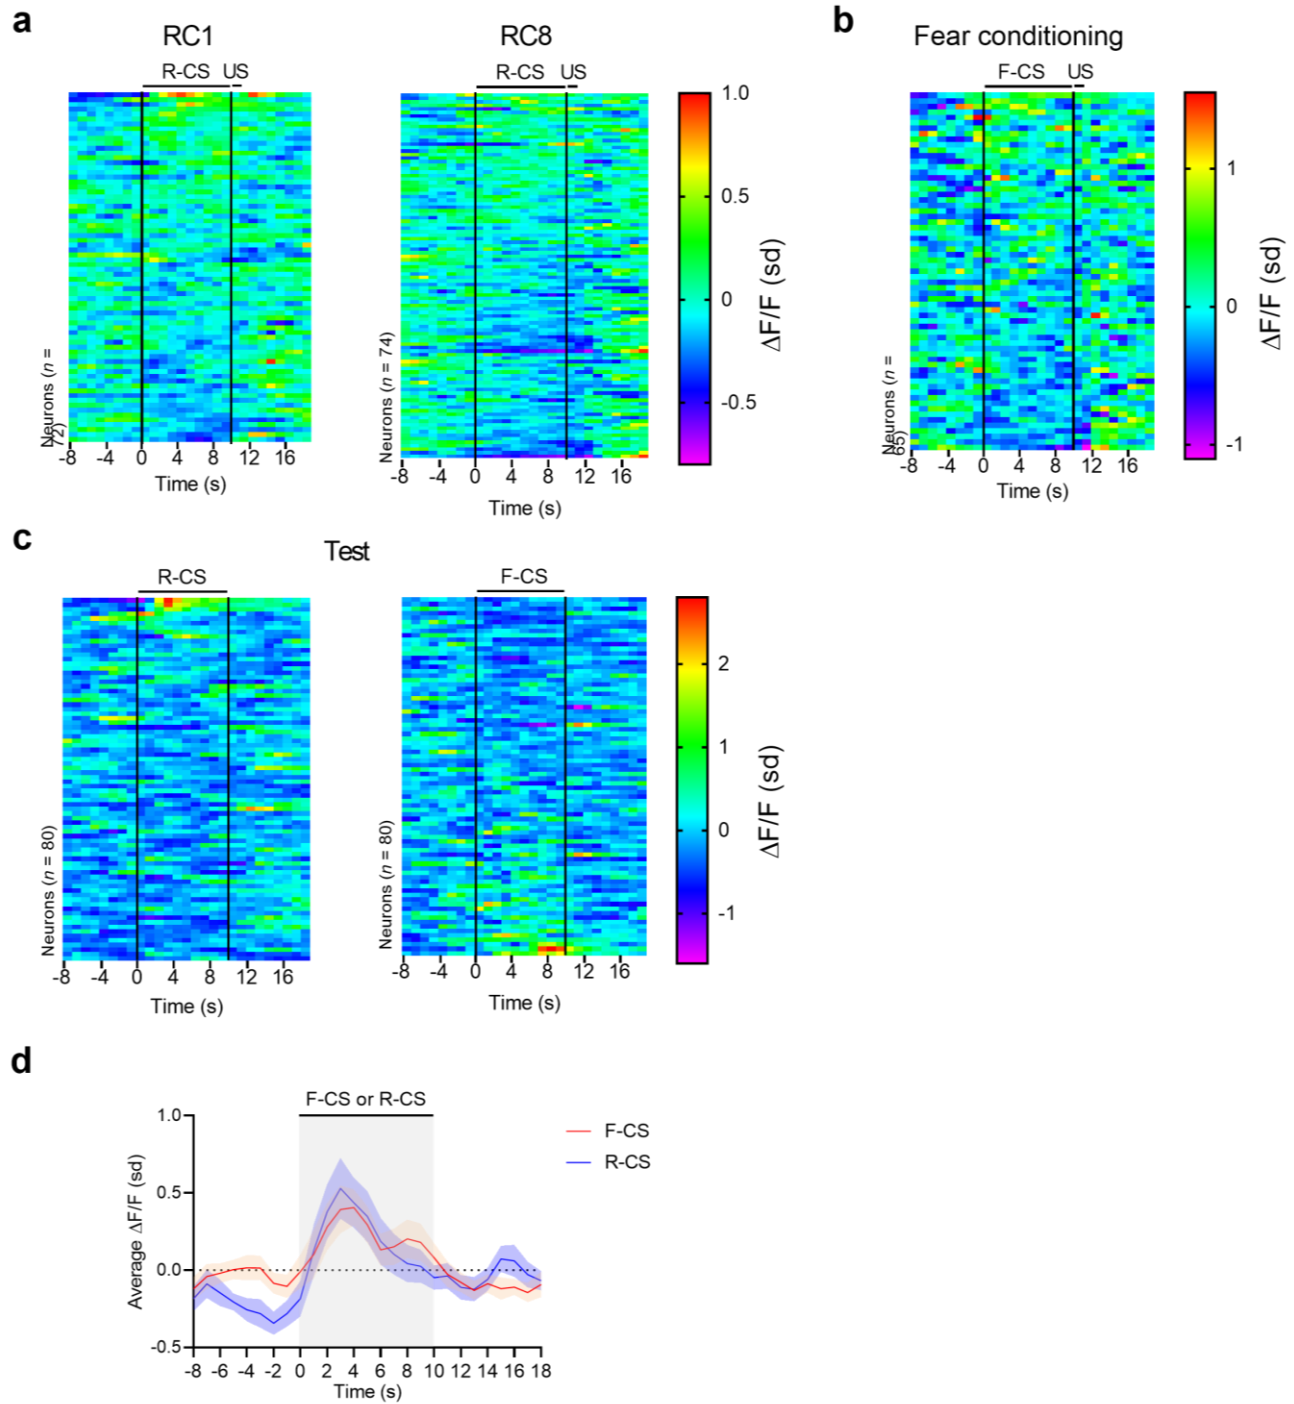 a
RC1
RC8
R-CS US
R-CS US
1.0
0.5
0
-0.5
ΔF/F (sd)
Neurons (n =
72)
Neurons (n = 74)
-8 -4 0 4 8 12 16
Time (s)
-8 -4 0 4 8 12 16
Time (s)
b
Fear conditioning
F-CS US
1
0
-1
ΔF/F (sd)
Neurons (n =
65)
-8 -4 0 4 8 12 16
Time (s)
c
Test
R-CS
F-CS
2
1
0
-1
ΔF/F (sd)
Neurons (n = 80)
Neurons (n = 80)
-8 -4 0 4 8 12 16
Time (s)
-8 -4 0 4 8 12 16
Time (s)
d
F-CS or R-CS
1.0
0.5
0.0
-0.5
Average ΔF/F (sd)
F-CS
R-CS
-8 -6 -4 -2 0 2 4 6 8 10 12 14 16 18
Time (s)